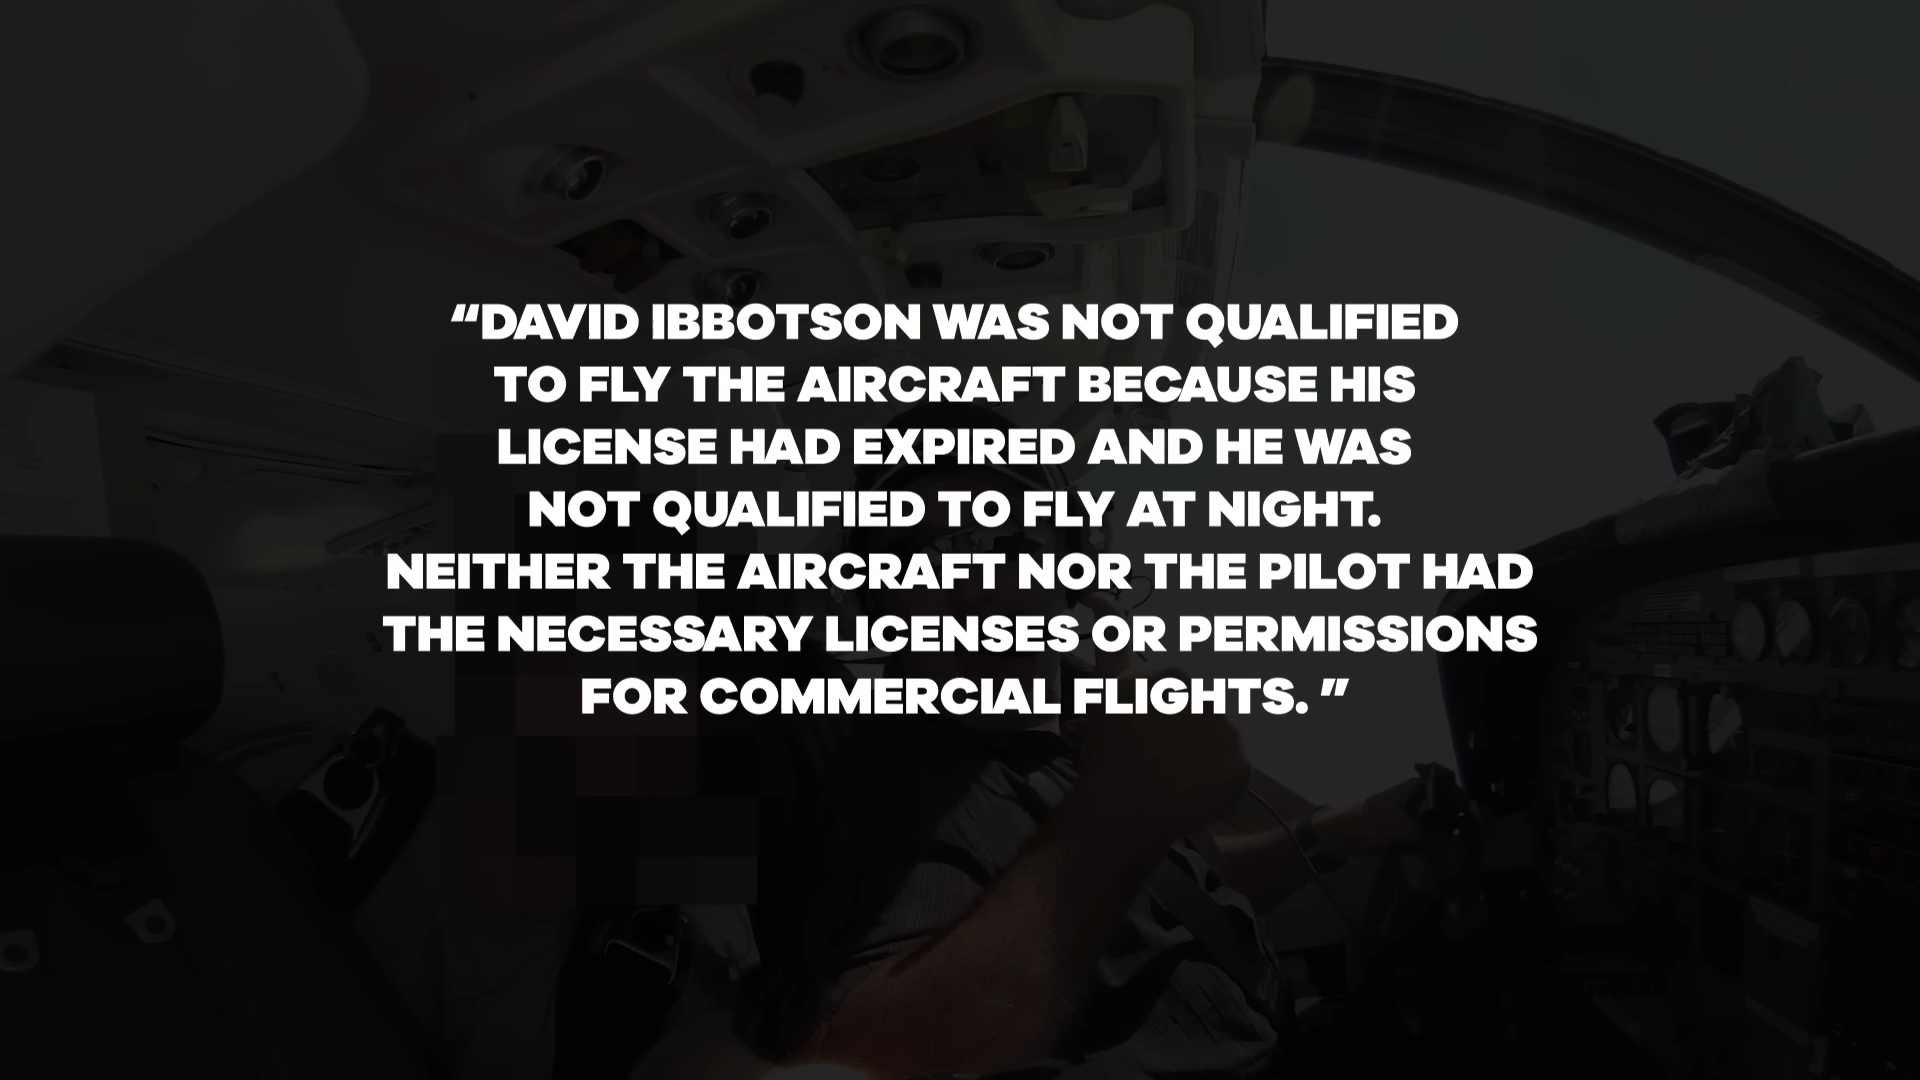 “DAVID IBBOTSON WAS NOT QUALIFIED
TO FLY THE AIRCRAFT BECAUSE HIS
LICENSE HAD EXPIRED AND HE WAS
NOT QUALIFIED TO FLY AT NIGHT.
NEITHER THE AIRCRAFT NOR THE PILOT HAD
THE NECESSARY LICENSES OR PERMISSIONS
FOR COMMERCIAL FLIGHTS. ”